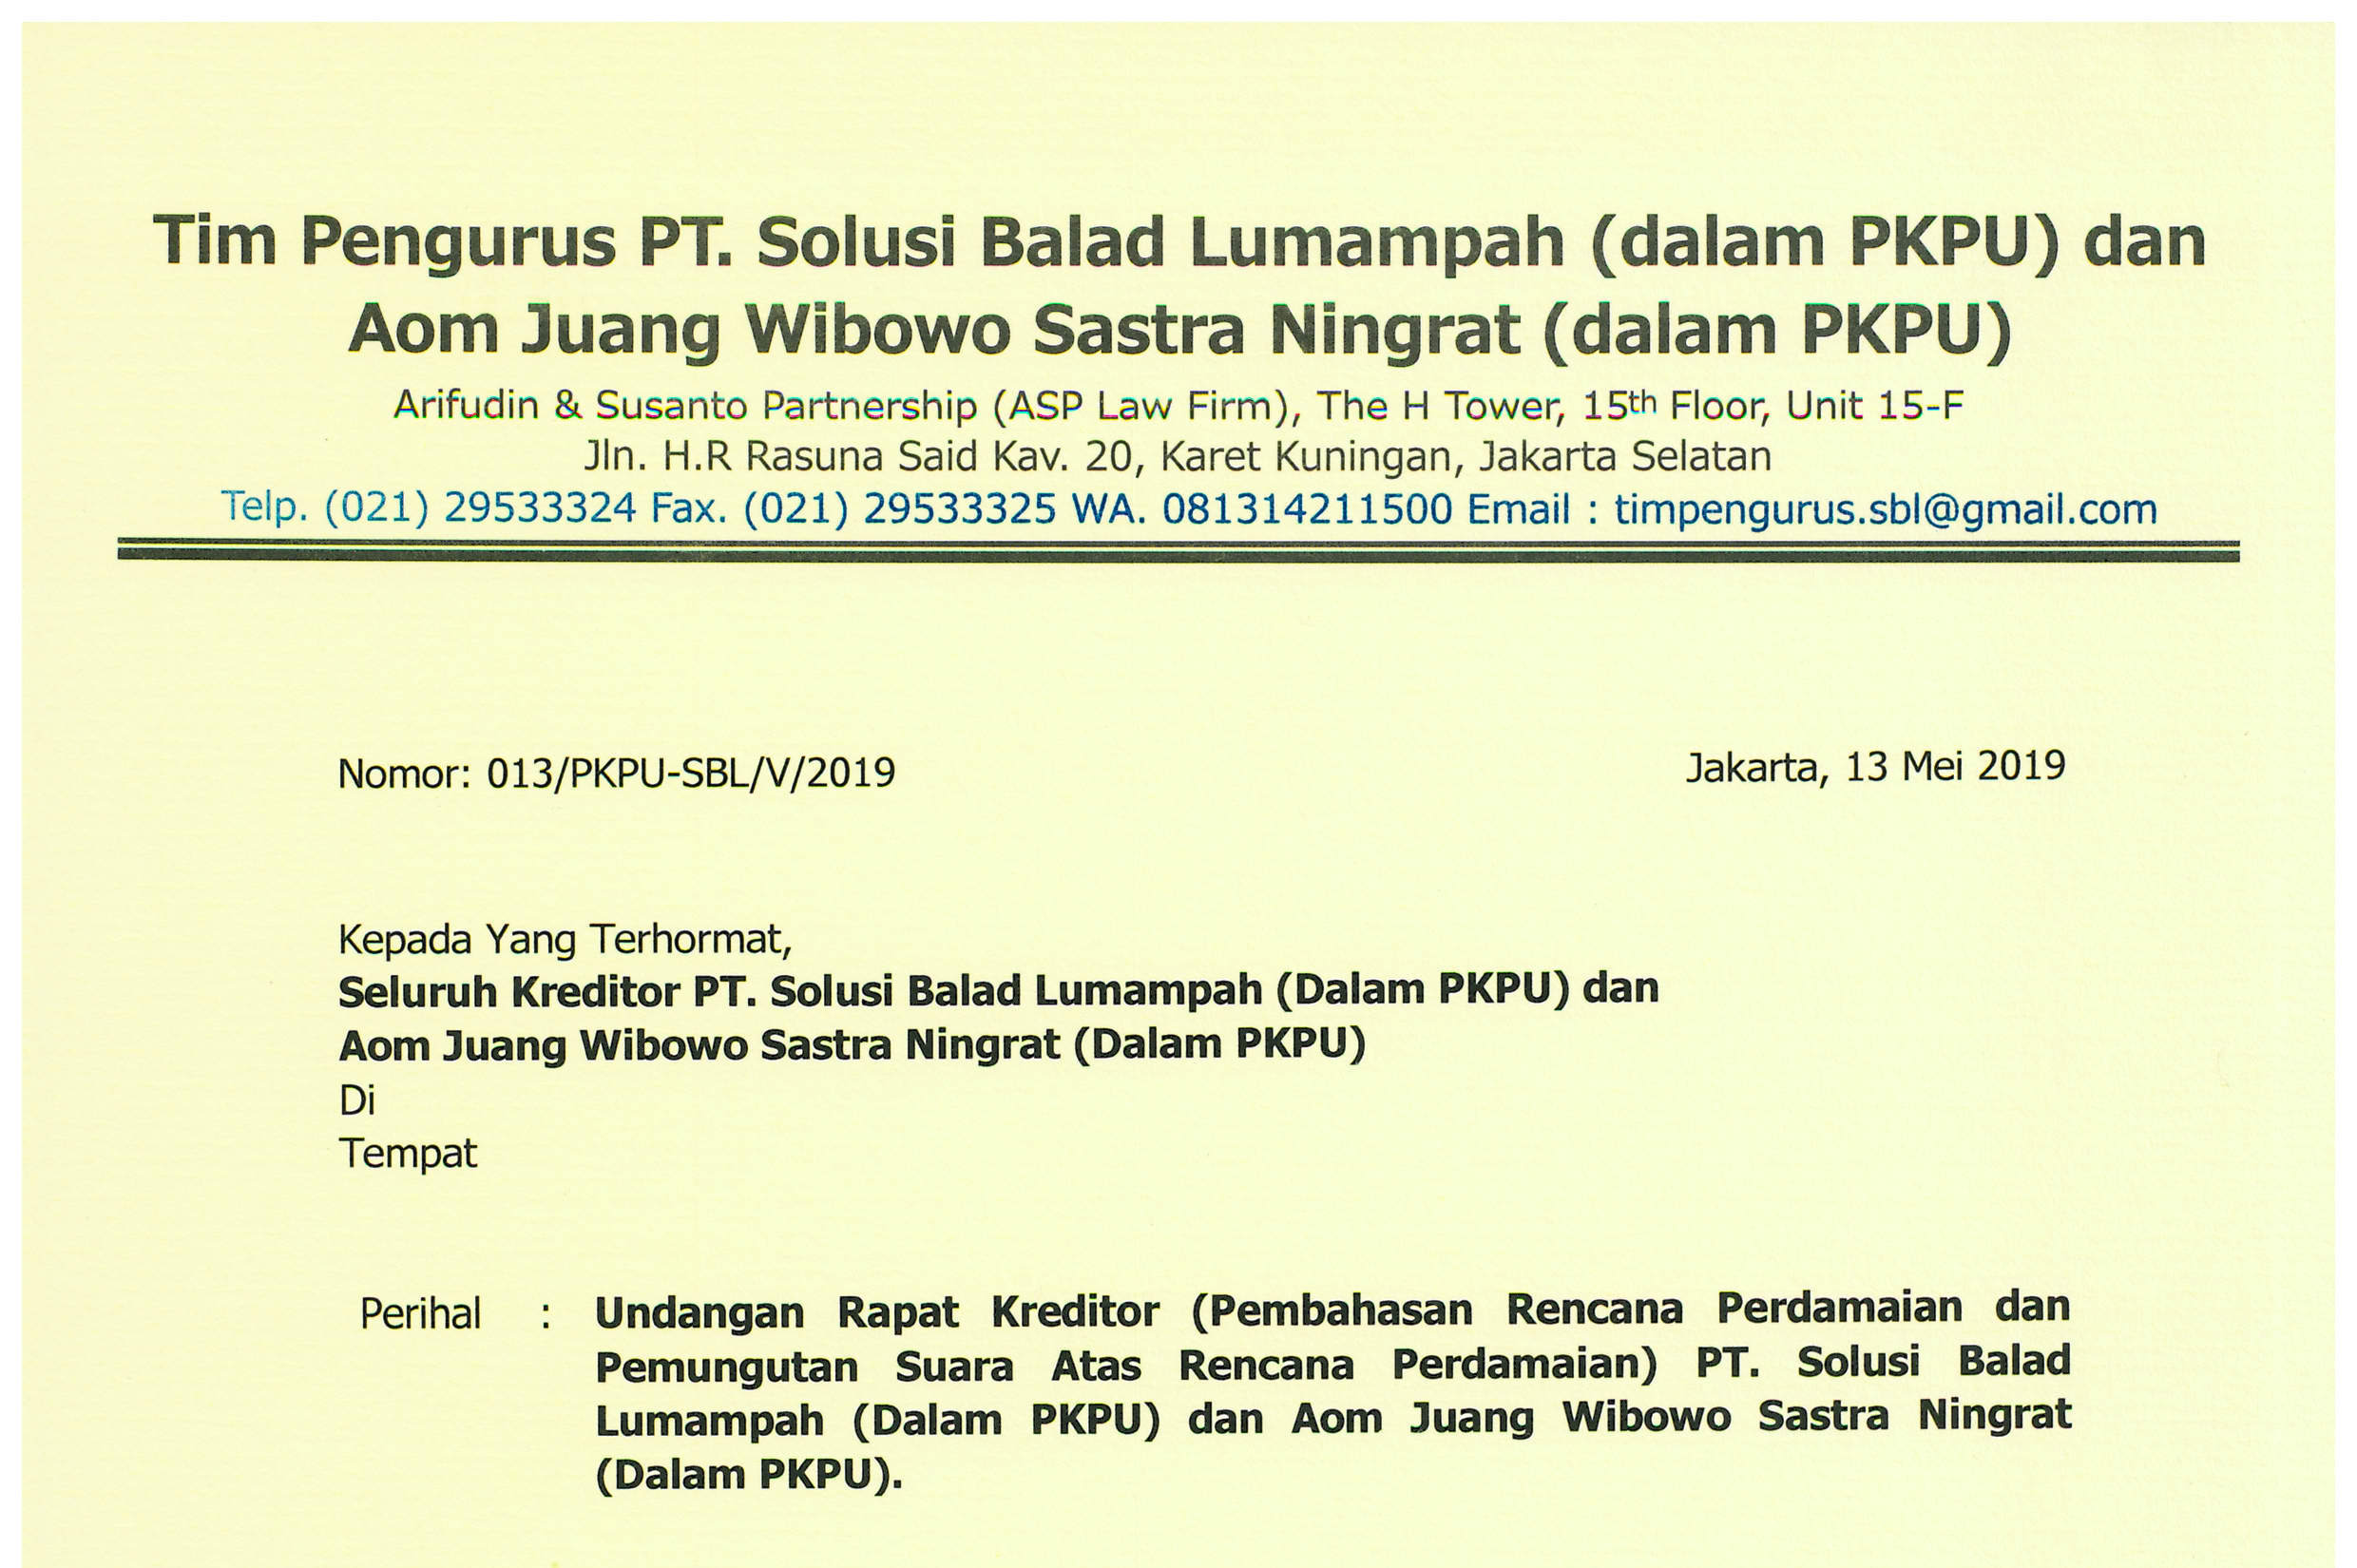 Tim Pengurus PT. Solusi Balad Lumampah (dalam PKPU) dan
Aom Juang Wibowo Sastra Ningrat (dalam PKPU)
Arifudin & Susanto Partnership (ASP Law Firm), The H Tower, 15th Floor, Unit 15-F
Jln. H.R Rasuna Said Kav. 20, Karet Kuningan, Jakarta Selatan
Telp. (021) 29533324 Fax. (021) 29533325 WA. 081314211500 Email : timpengurus.sbl@gmail.com
Nomor: 013/PKPU-SBL/V/2019 Jakarta, 13 Mei 2019
Kepada Yang Terhormat,
Seluruh Kreditor PT. Solusi Balad Lumampah (Dalam PKPU) dan
Aom Juang Wibowo Sastra Ningrat (Dalam PKPU)
Di
Tempat
Perihal : Undangan Rapat Kreditor (Pembahasan Rencana Perdamaian dan
Pemungutan Suara Atas Rencana Perdamaian) PT. Solusi Balad
Lumampah (Dalam PKPU) dan Aom Juang Wibowo Sastra Ningrat
(Dalam PKPU).